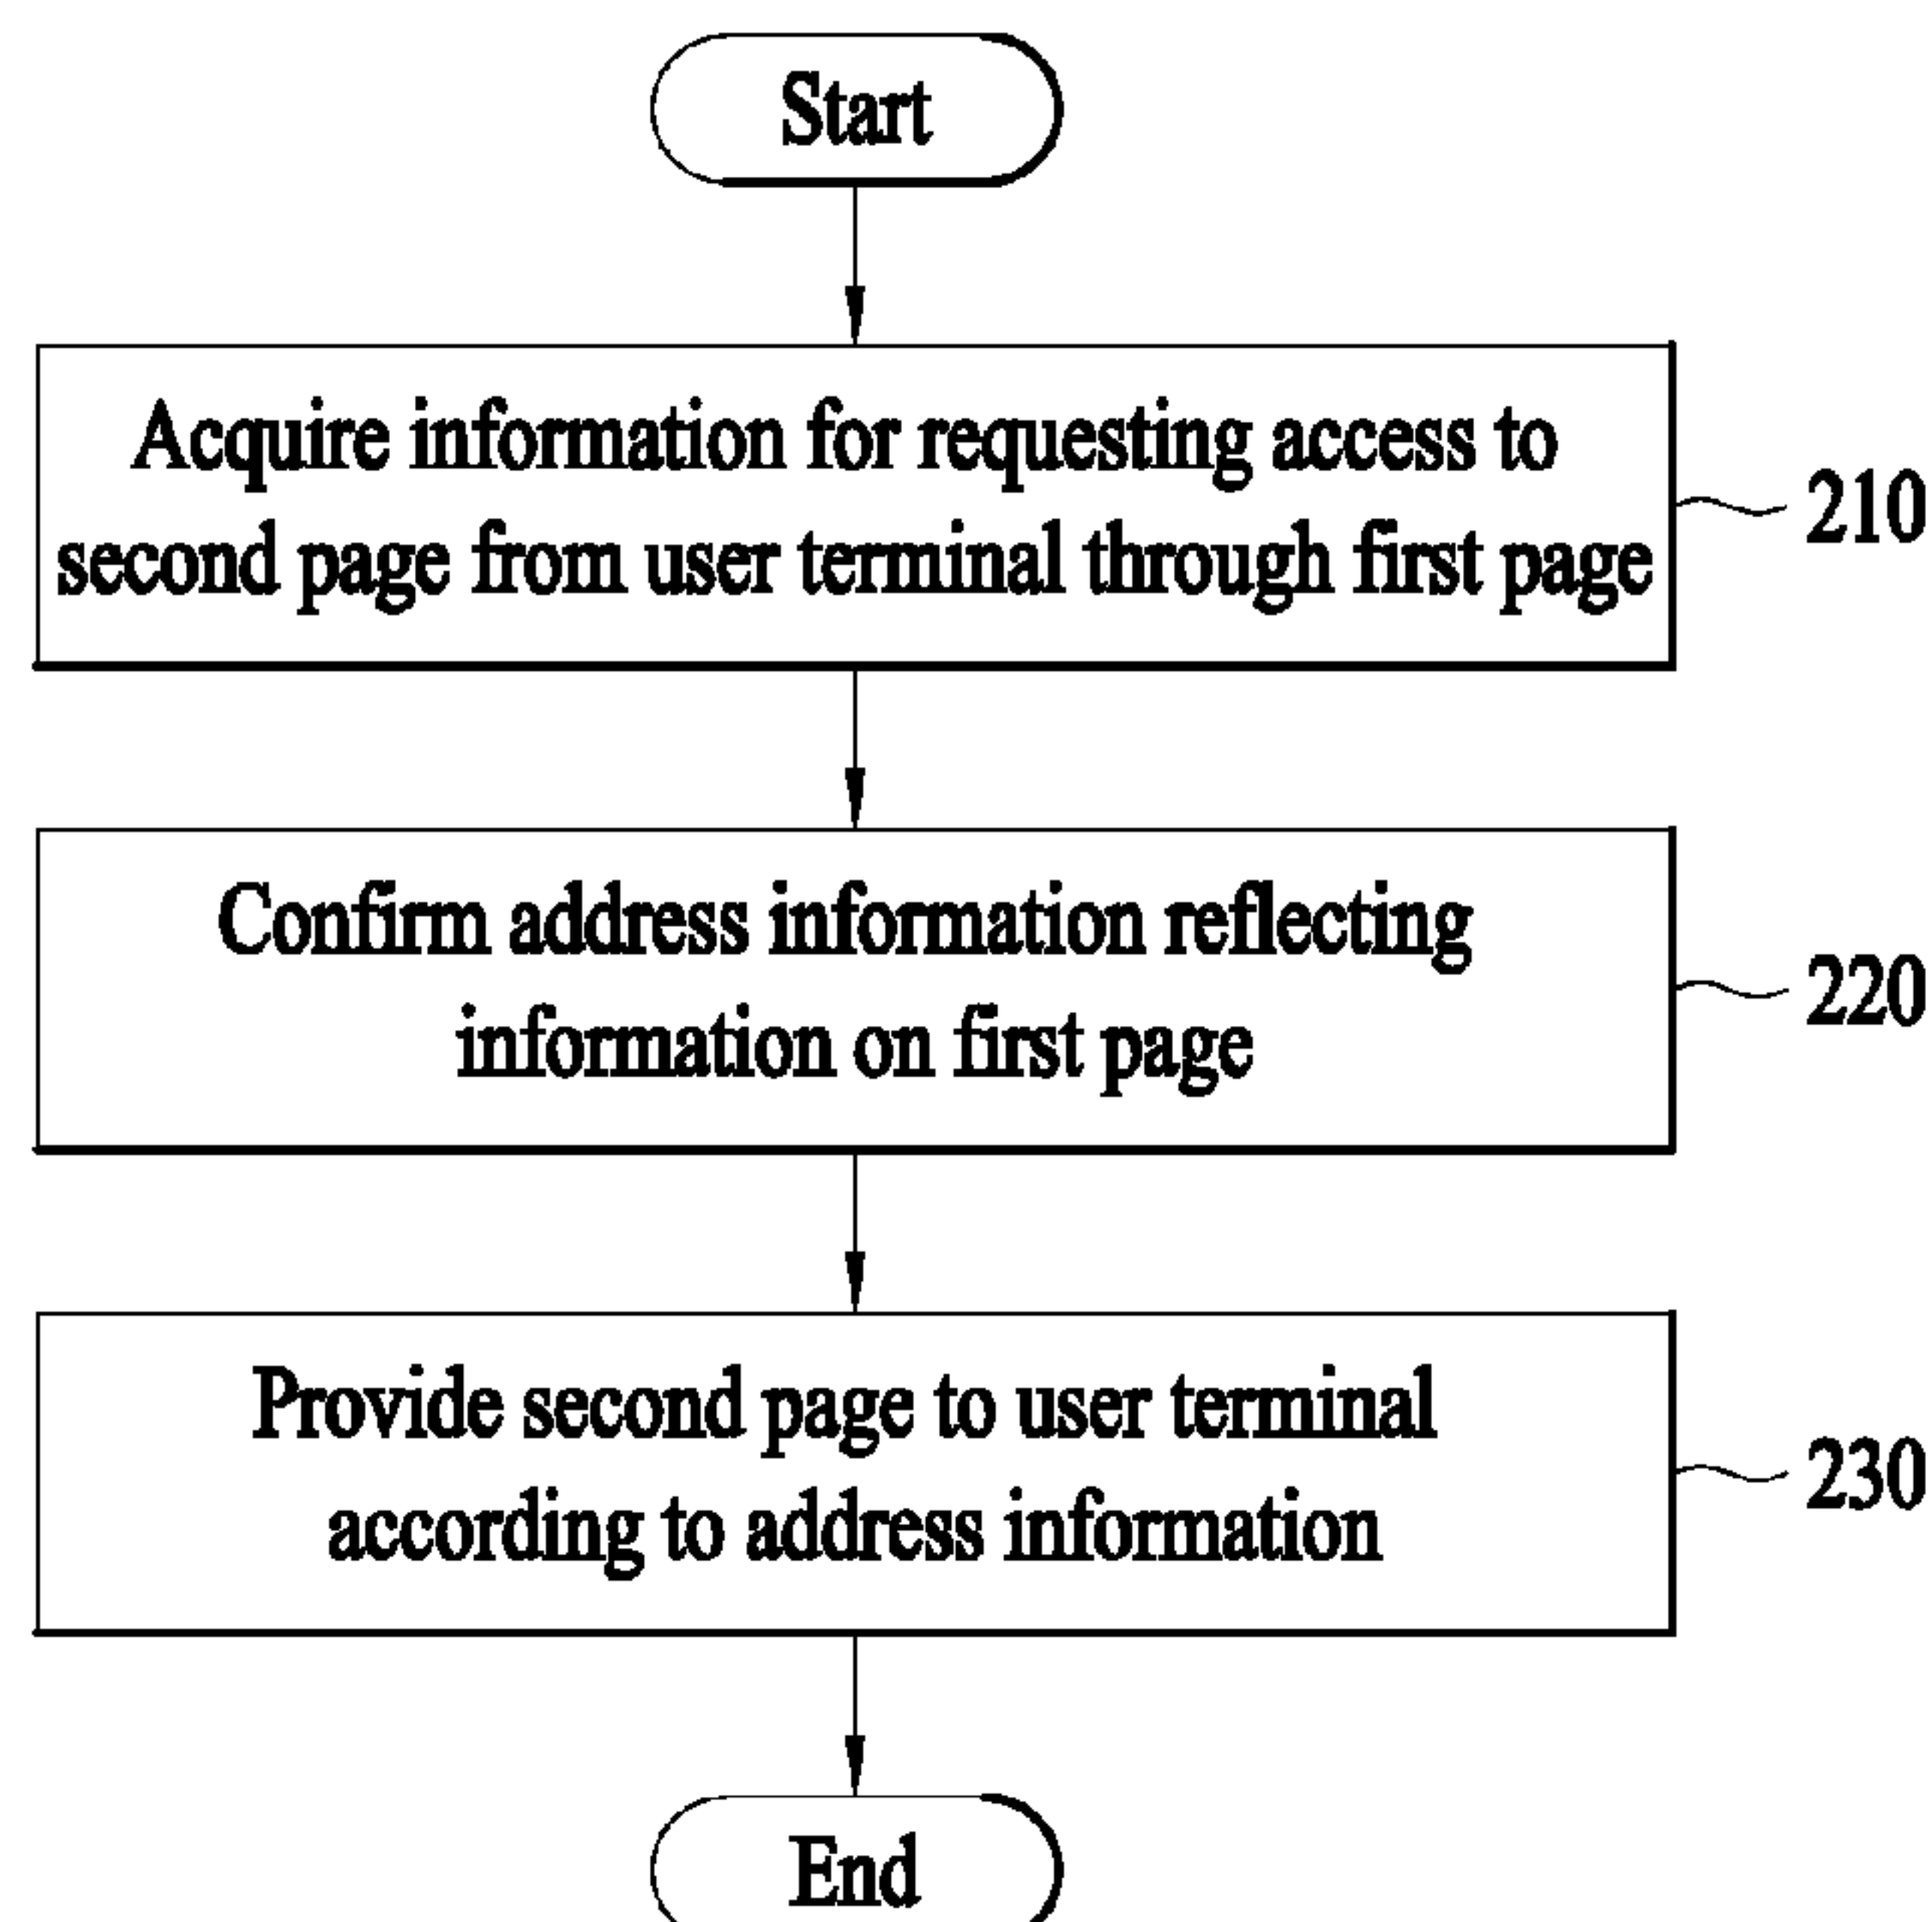 Start
Acquire information for requesting access to
second page from user terminal through first page
210
Confirm address information reflecting
information on first page
220
Provide second page to user terminal
according to address information
230
End